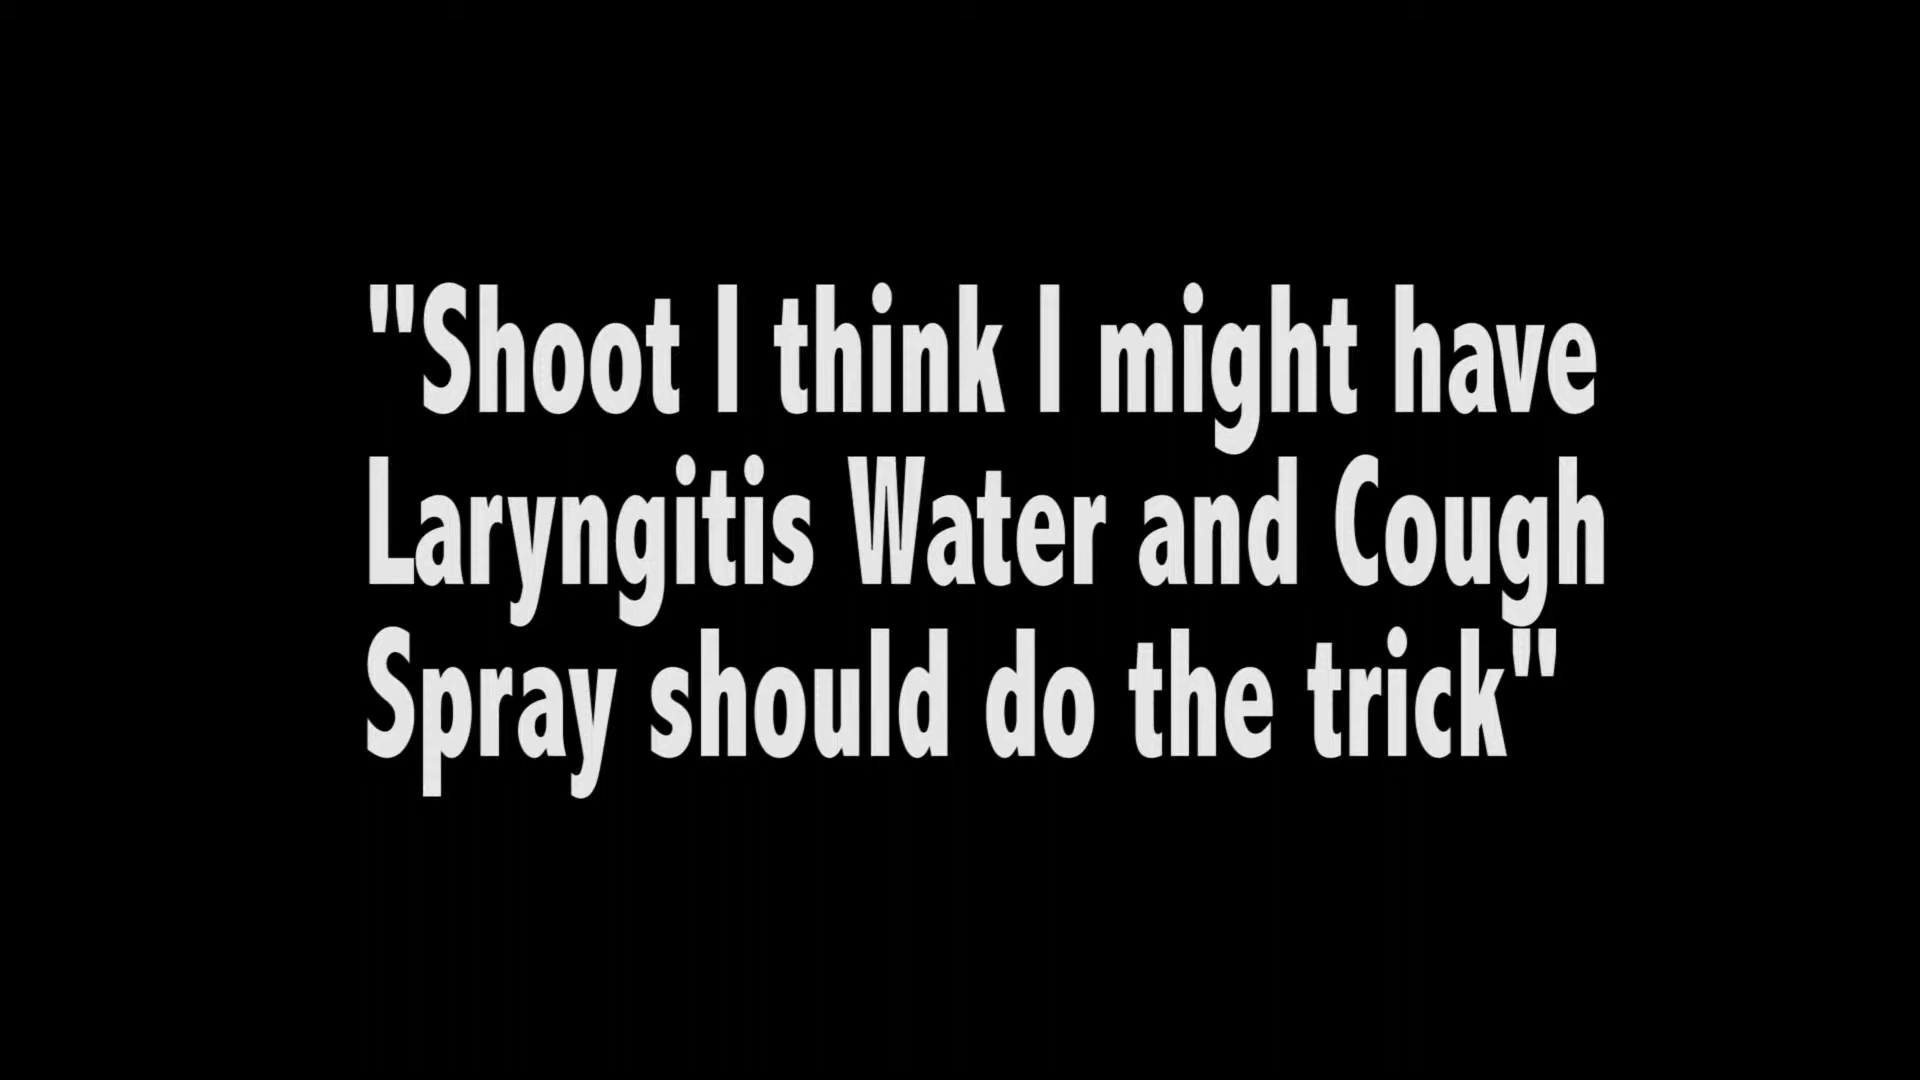 "Shoot I think I might have
Laryngitis Water and Cough
Spray should do the trick"